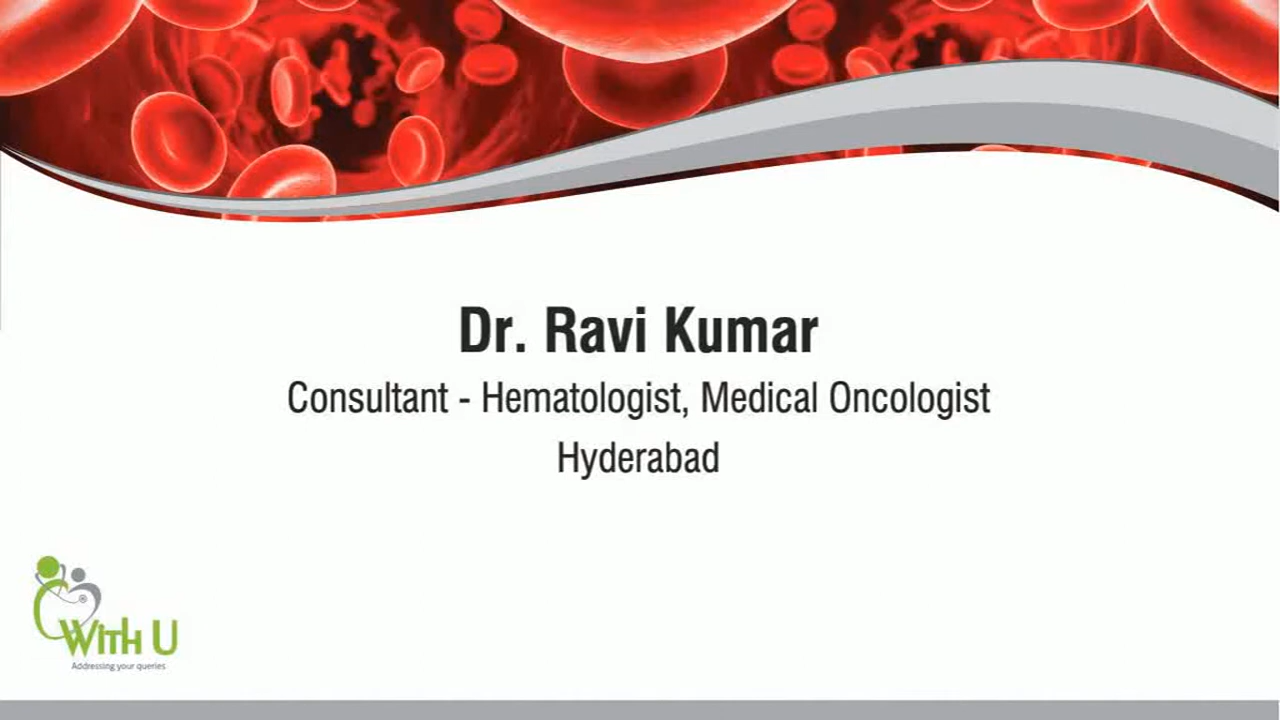 Dr. Ravi Kumar
Consultant - Hematologist, Medical Oncologist
Hyderabad
WITH U
Addressing your queries